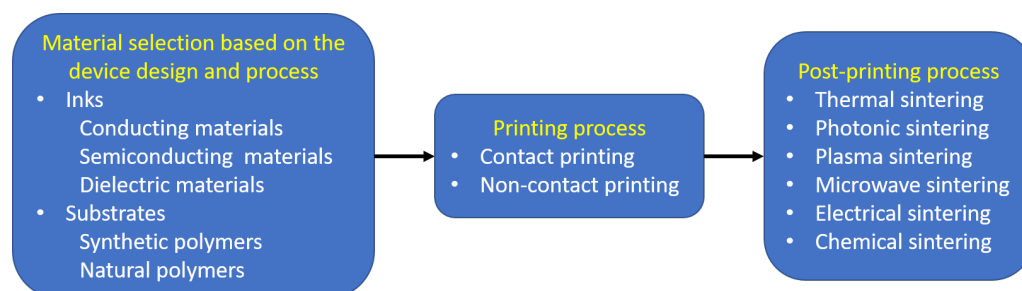 Material selection based on the
device design and process
• Inks
Conducting materials
Semiconducting materials
Dielectric materials
• Substrates
Synthetic polymers
Natural polymers
Printing process
• Contact printing
• Non-contact printing
Post-printing process
• Thermal sintering
• Photonic sintering
• Plasma sintering
• Microwave sintering
• Electrical sintering
• Chemical sintering